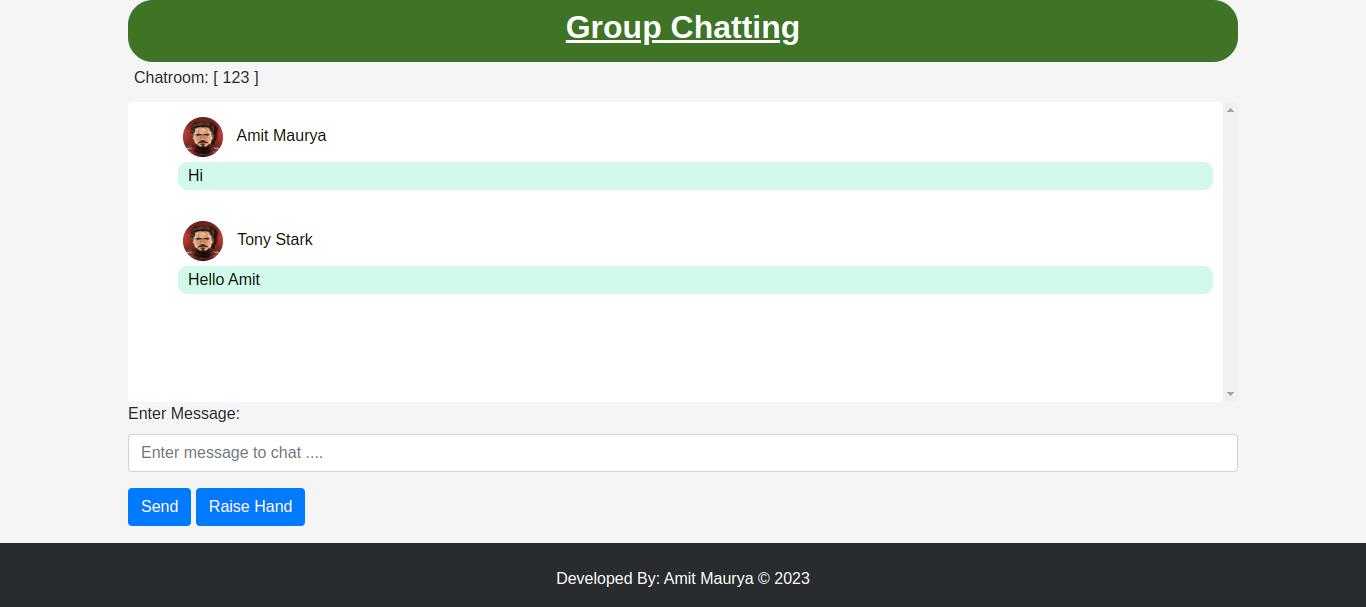 Group Chatting
Chatroom: [ 123 ]
Amit Maurya
Hi
Tony Stark
Hello Amit
Enter Message:
Enter message to chat ....
Send Raise Hand
Developed By: Amit Maurya © 2023